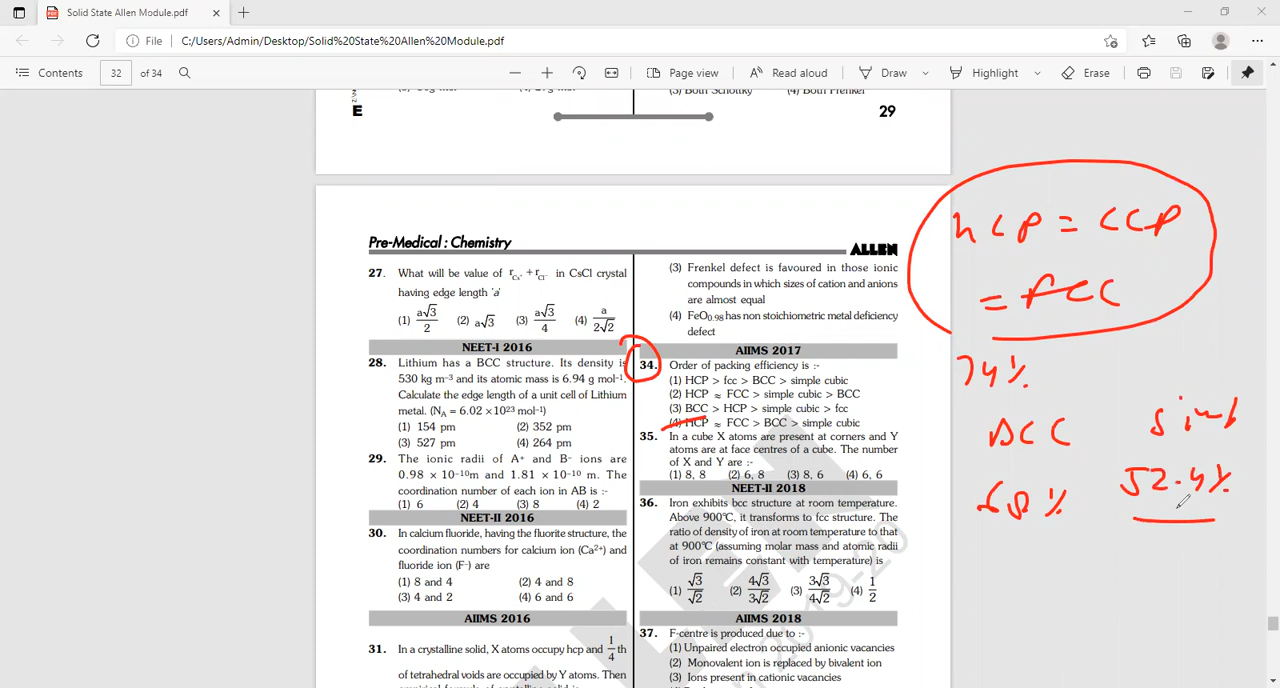 Solid State Allen Module.pdf
File C:/Users/Admin/Desktop/Solid%20State%20Allen%20Module.pdf
Contents 32 of 34 Page view Read aloud Draw Highlight Erase
(3) Both Schottky (4) Both Frenkel
E 29
Pre-Medical : Chemistry
ALLEN
27. What will be value of r_Cs+ + r_Cl- in CsCl crystal
having edge length 'a'
(1) a√3/2 (2) a√3 (3) a√3/4 (4) a/2√2
NEET-I 2016
28. Lithium has a BCC structure. Its density is
530 kg m⁻³ and its atomic mass is 6.94 g mol⁻¹.
Calculate the edge length of a unit cell of Lithium
metal. (N_A = 6.02 ×10²³ mol⁻¹)
(1) 154 pm (2) 352 pm
(3) 527 pm (4) 264 pm
29. The ionic radii of A⁺ and B⁻ ions are
0.98 × 10⁻¹⁰m and 1.81 × 10⁻¹⁰ m. The
coordination number of each ion in AB is :-
(1) 6 (2) 4 (3) 8 (4) 2
NEET-II 2016
30. In calcium fluoride, having the fluorite structure, the
coordination numbers for calcium ion (Ca²⁺) and
fluoride ion (F⁻) are
(1) 8 and 4 (2) 4 and 8
(3) 4 and 2 (4) 6 and 6
AIIMS 2016
31. In a crystalline solid, X atoms occupy hcp and 1/4 th
of tetrahedral voids are occupied by Y atoms. Then
(3) Frenkel defect is favoured in those ionic
compounds in which sizes of cation and anions
are almost equal
(4) FeO₀.₉₈ has non stoichiometric metal deficiency
defect
AIIMS 2017
34. Order of packing efficiency is :-
(1) HCP > fcc > BCC > simple cubic
(2) HCP ≈ FCC > simple cubic > BCC
(3) BCC > HCP > simple cubic > fcc
(4) HCP ≈ FCC > BCC > simple cubic
35. In a cube X atoms are present at corners and Y
atoms are at face centres of a cube. The number
of X and Y are :-
(1) 8, 8 (2) 6, 8 (3) 8, 6 (4) 6, 6
NEET-II 2018
36. Iron exhibits bcc structure at room temperature.
Above 900°C, it transforms to fcc structure. The
ratio of density of iron at room temperature to that
at 900°C (assuming molar mass and atomic radii
of iron remains constant with temperature) is
(1) √3/√2 (2) 4√3/3√2 (3) 3√3/4√2 (4) 1/2
AIIMS 2018
37. F-centre is produced due to :-
(1) Unpaired electron occupied anionic vacancies
(2) Monovalent ion is replaced by bivalent ion
(3) Ions present in cationic vacancies
hCP = CCP
= FCC
74%
BCC
68%
52.4%